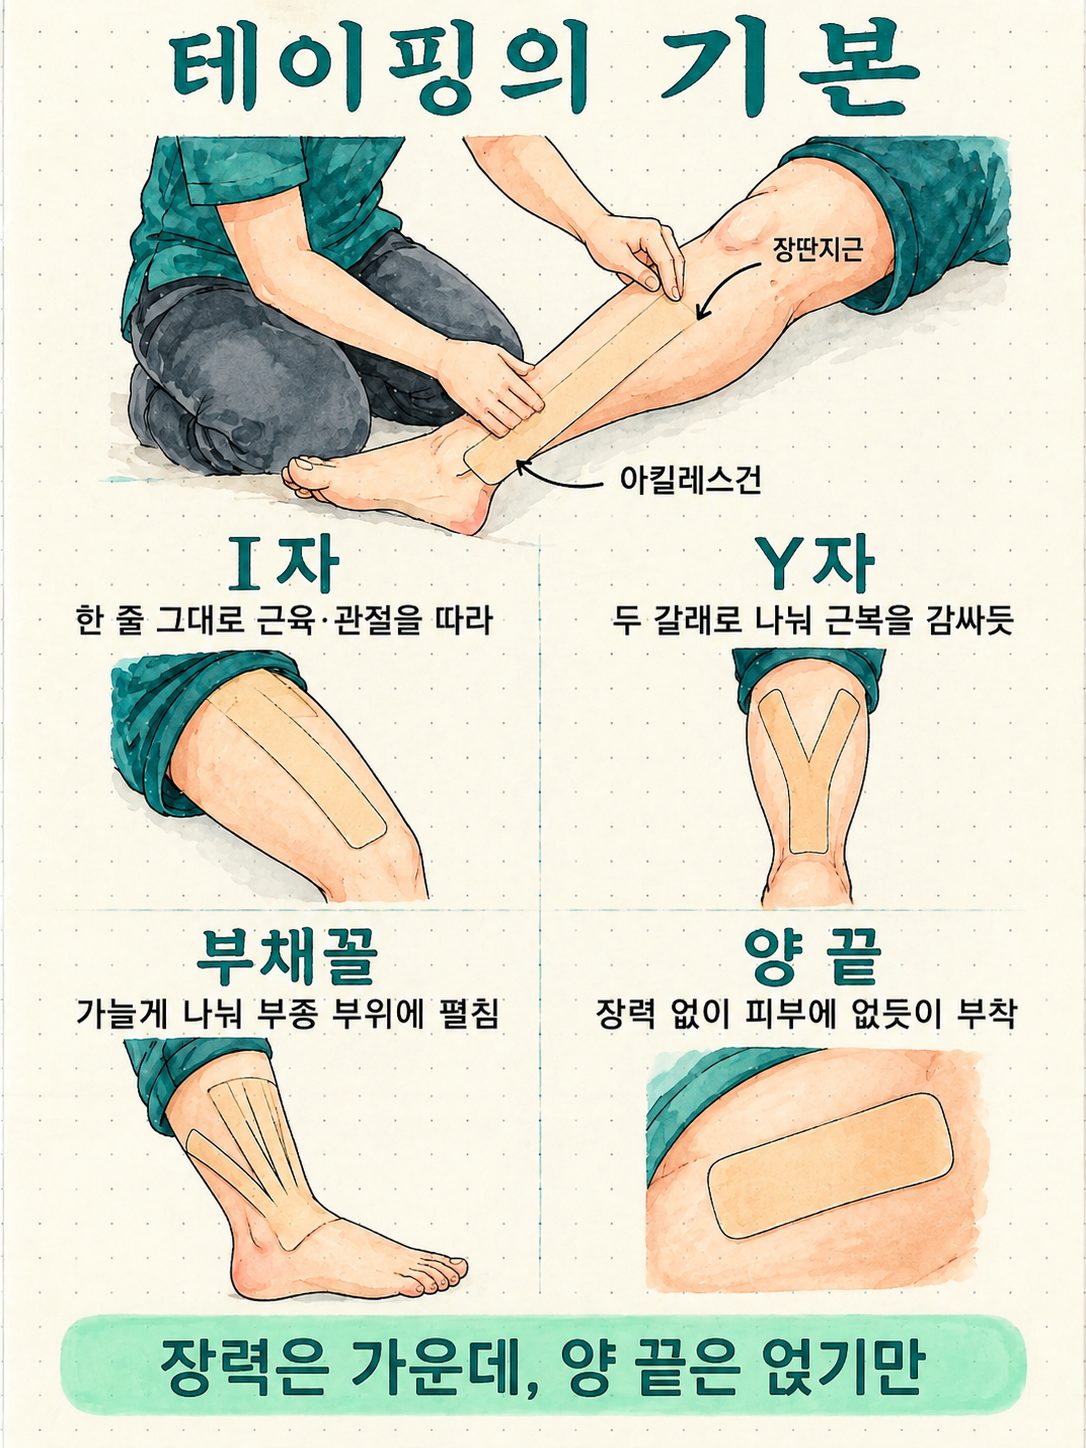 테이핑의 기본
장딴지근
아킬레스건
I자
한 줄 그대로 근육·관절을 따라
Y자
두 갈래로 나눠 근복을 감싸듯
부채꼴
가늘게 나눠 부종 부위에 펼침
양 끝
장력 없이 피부에 없듯이 부착
장력은 가운데, 양 끝은 얹기만